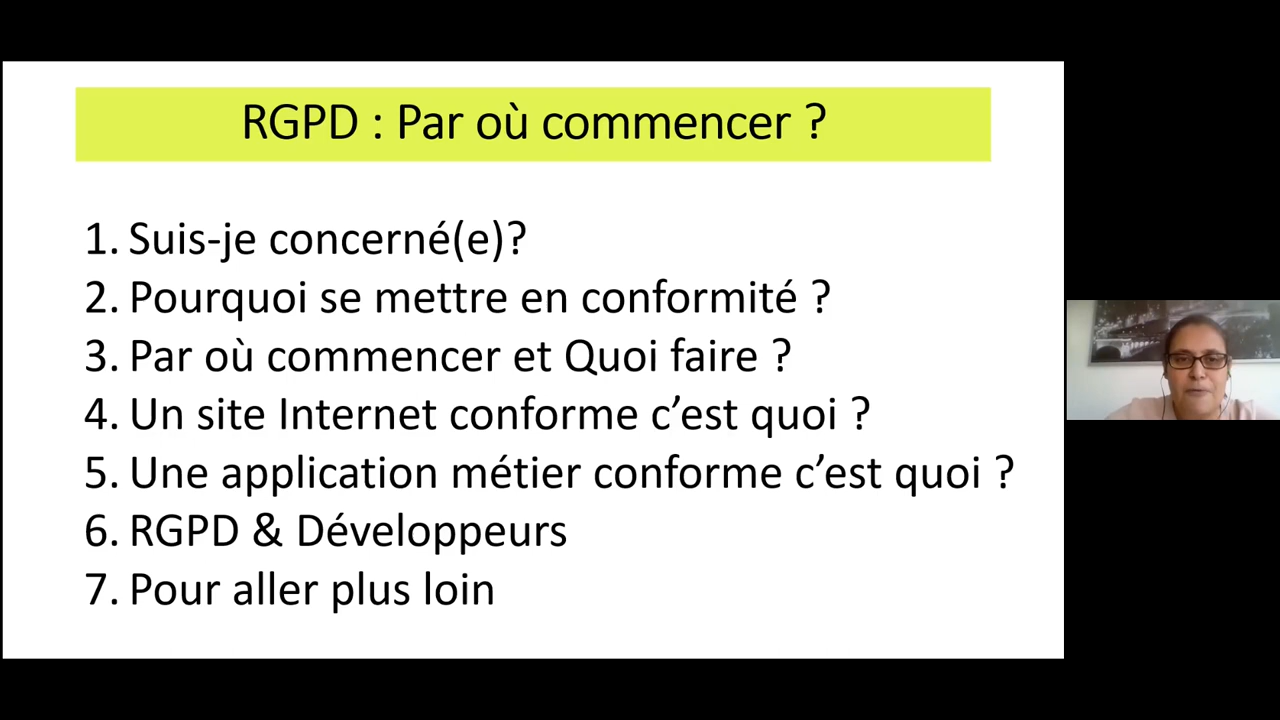 RGPD : Par où commencer ?
1. Suis-je concerné(e)?
2. Pourquoi se mettre en conformité ?
3. Par où commencer et Quoi faire ?
4. Un site Internet conforme c’est quoi ?
5. Une application métier conforme c’est quoi ?
6. RGPD & Développeurs
7. Pour aller plus loin